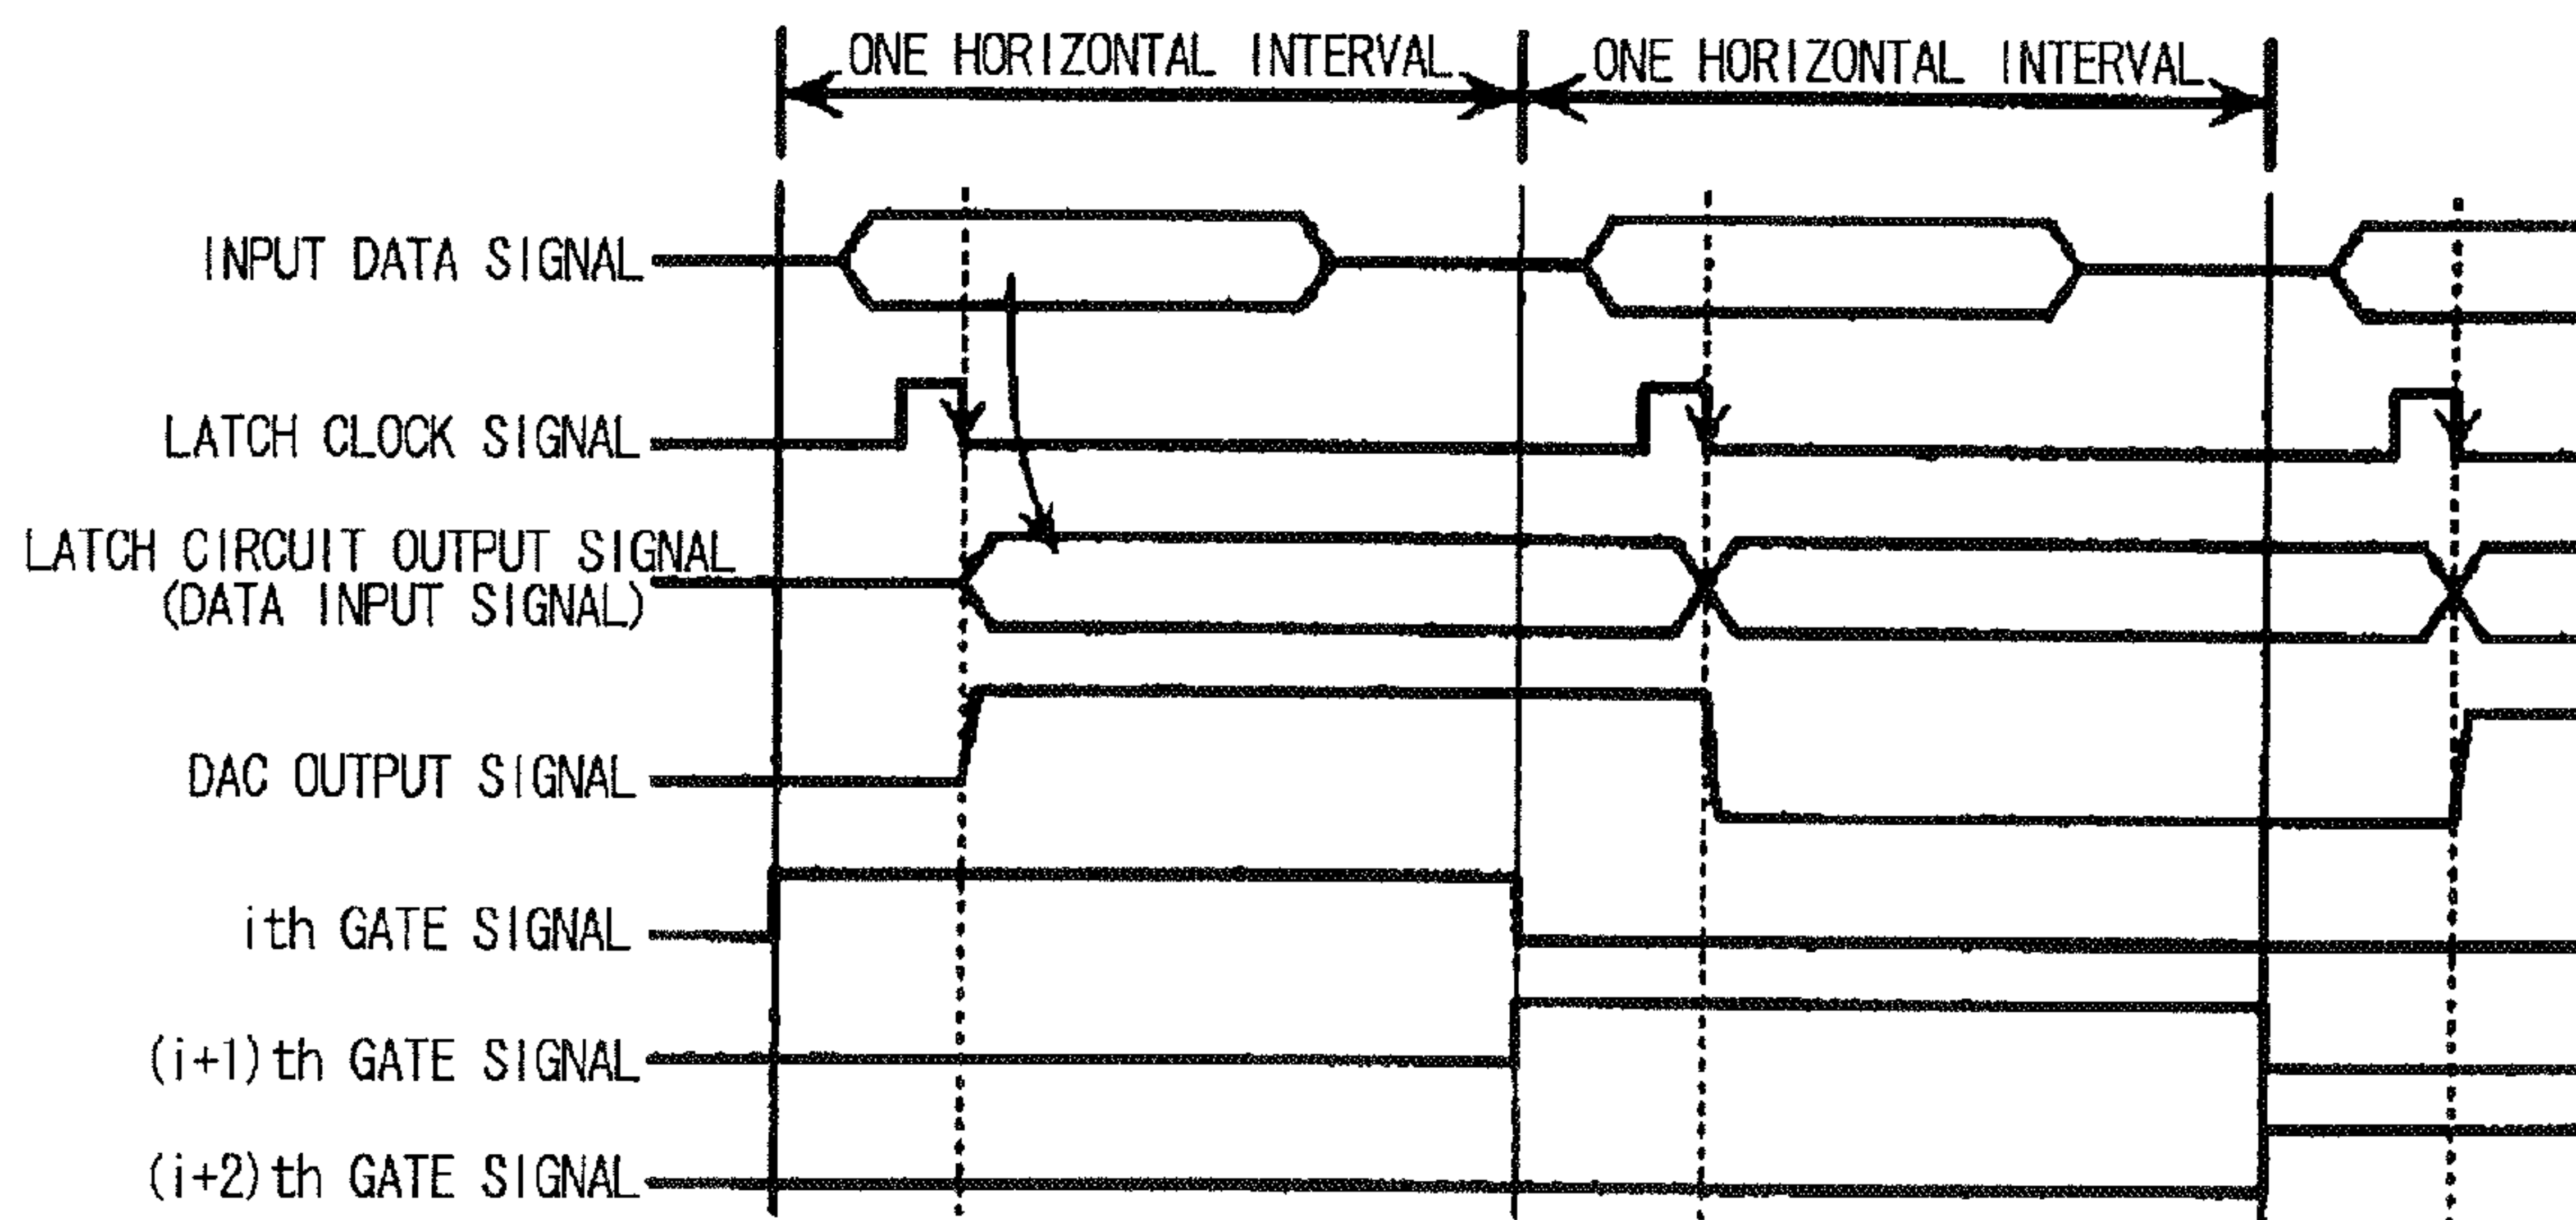 ONE HORIZONTAL INTERVAL
ONE HORIZONTAL INTERVAL
INPUT DATA SIGNAL
LATCH CLOCK SIGNAL
LATCH CIRCUIT OUTPUT SIGNAL
(DATA INPUT SIGNAL)
DAC OUTPUT SIGNAL
ith GATE SIGNAL
(i+1)th GATE SIGNAL
(i+2)th GATE SIGNAL